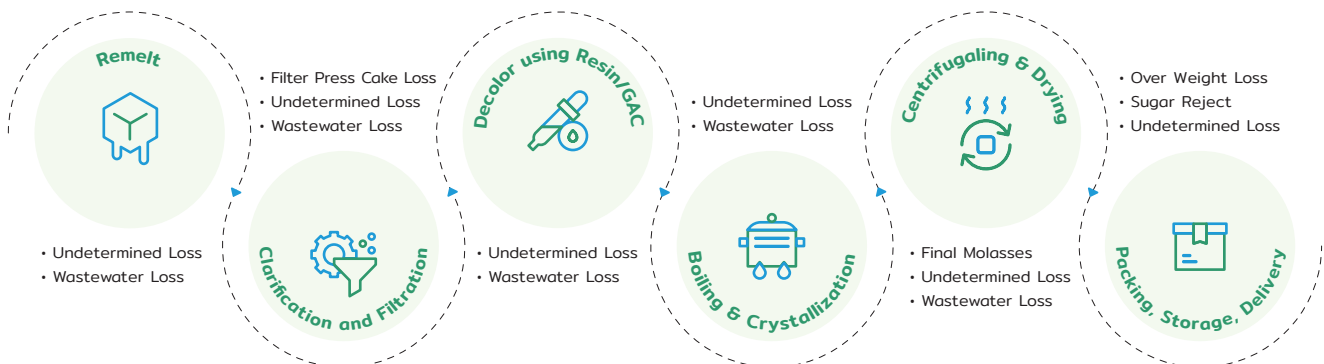 Remelt
• Undetermined Loss
• Wastewater Loss
• Filter Press Cake Loss
• Undetermined Loss
• Wastewater Loss
Clarification and Filtration
Decolor using Resin/GAC
• Undetermined Loss
• Wastewater Loss
• Undetermined Loss
• Wastewater Loss
Boiling & Crystallization
Centrifugaling & Drying
• Final Molasses
• Undetermined Loss
• Wastewater Loss
• Over Weight Loss
• Sugar Reject
• Undetermined Loss
Packing, Storage, Delivery